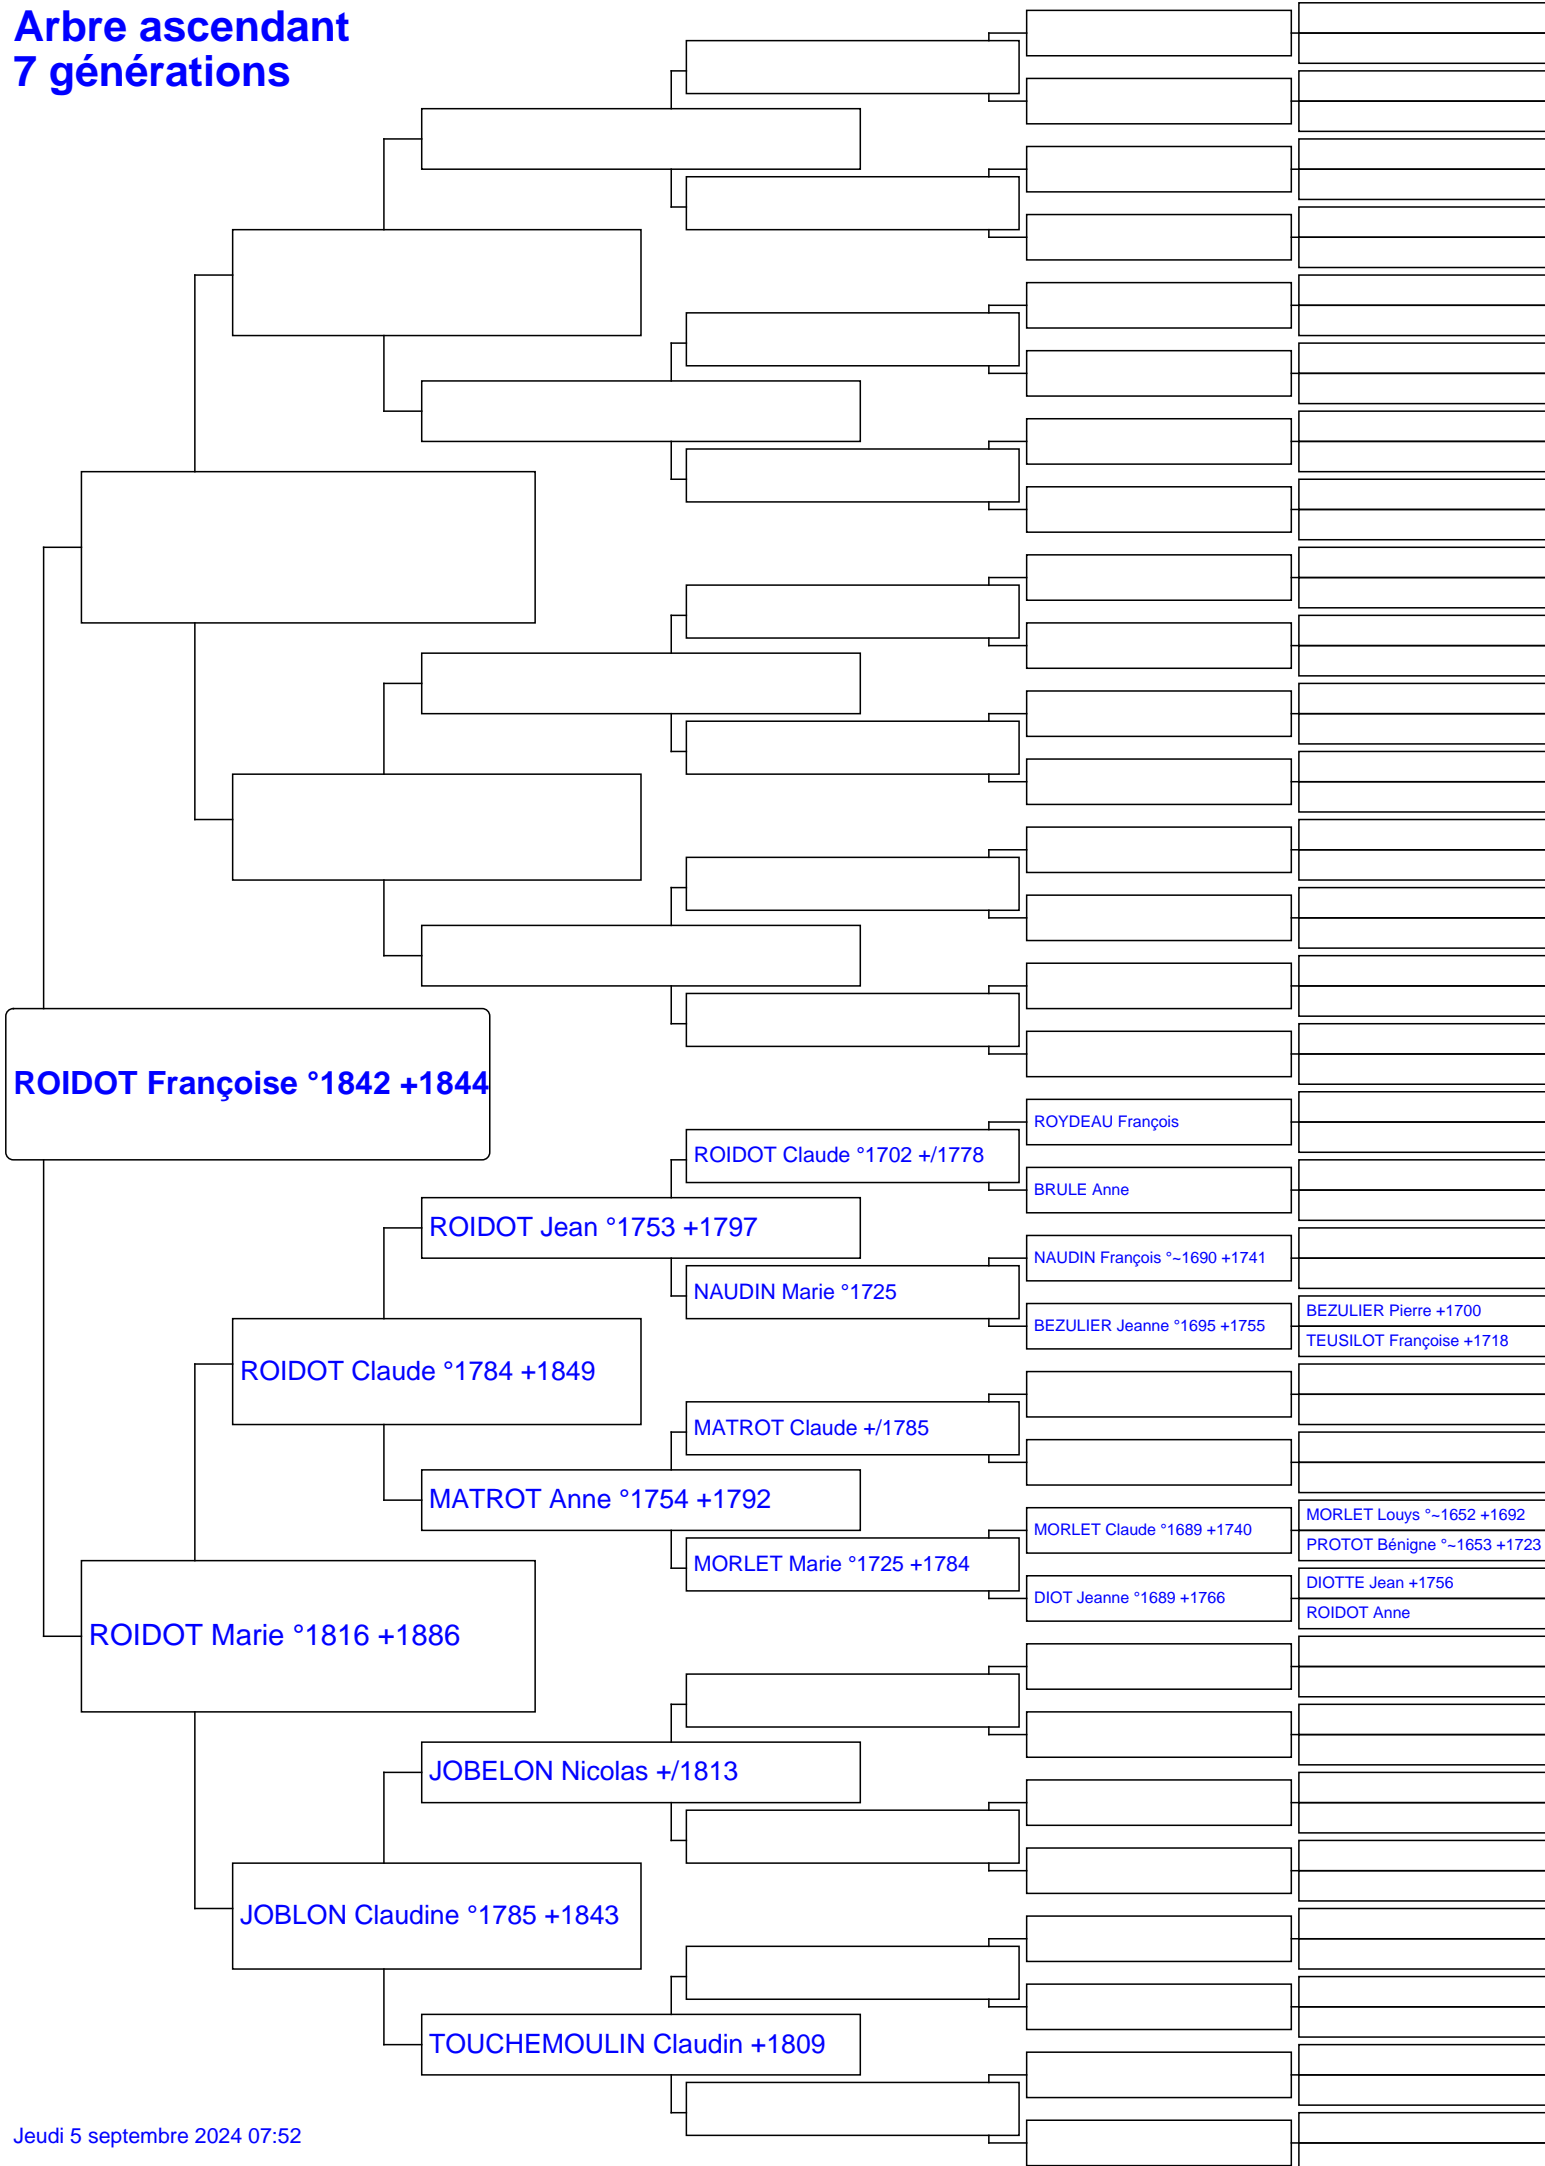 Arbre ascendant
7 générations
ROIDOT Françoise °1842 +1844
ROYDEAU François
ROIDOT Claude °1702 +/1778
BRULE Anne
ROIDOT Jean °1753 +1797
NAUDIN François °~1690 +1741
NAUDIN Marie °1725
BEZULIER Pierre +1700
BEZULIER Jeanne °1695 +1755
TEUSILOT Françoise +1718
ROIDOT Claude °1784 +1849
MATROT Claude +/1785
MATROT Anne °1754 +1792
MORLET Louys °~1652 +1692
MORLET Claude °1689 +1740
PROTOT Bénigne °~1653 +1723
MORLET Marie °1725 +1784
DIOTTE Jean +1756
DIOT Jeanne °1689 +1766
ROIDOT Anne
ROIDOT Marie °1816 +1886
JOBELON Nicolas +/1813
JOBLON Claudine °1785 +1843
TOUCHEMOULIN Claudin +1809
Jeudi 5 septembre 2024 07:52